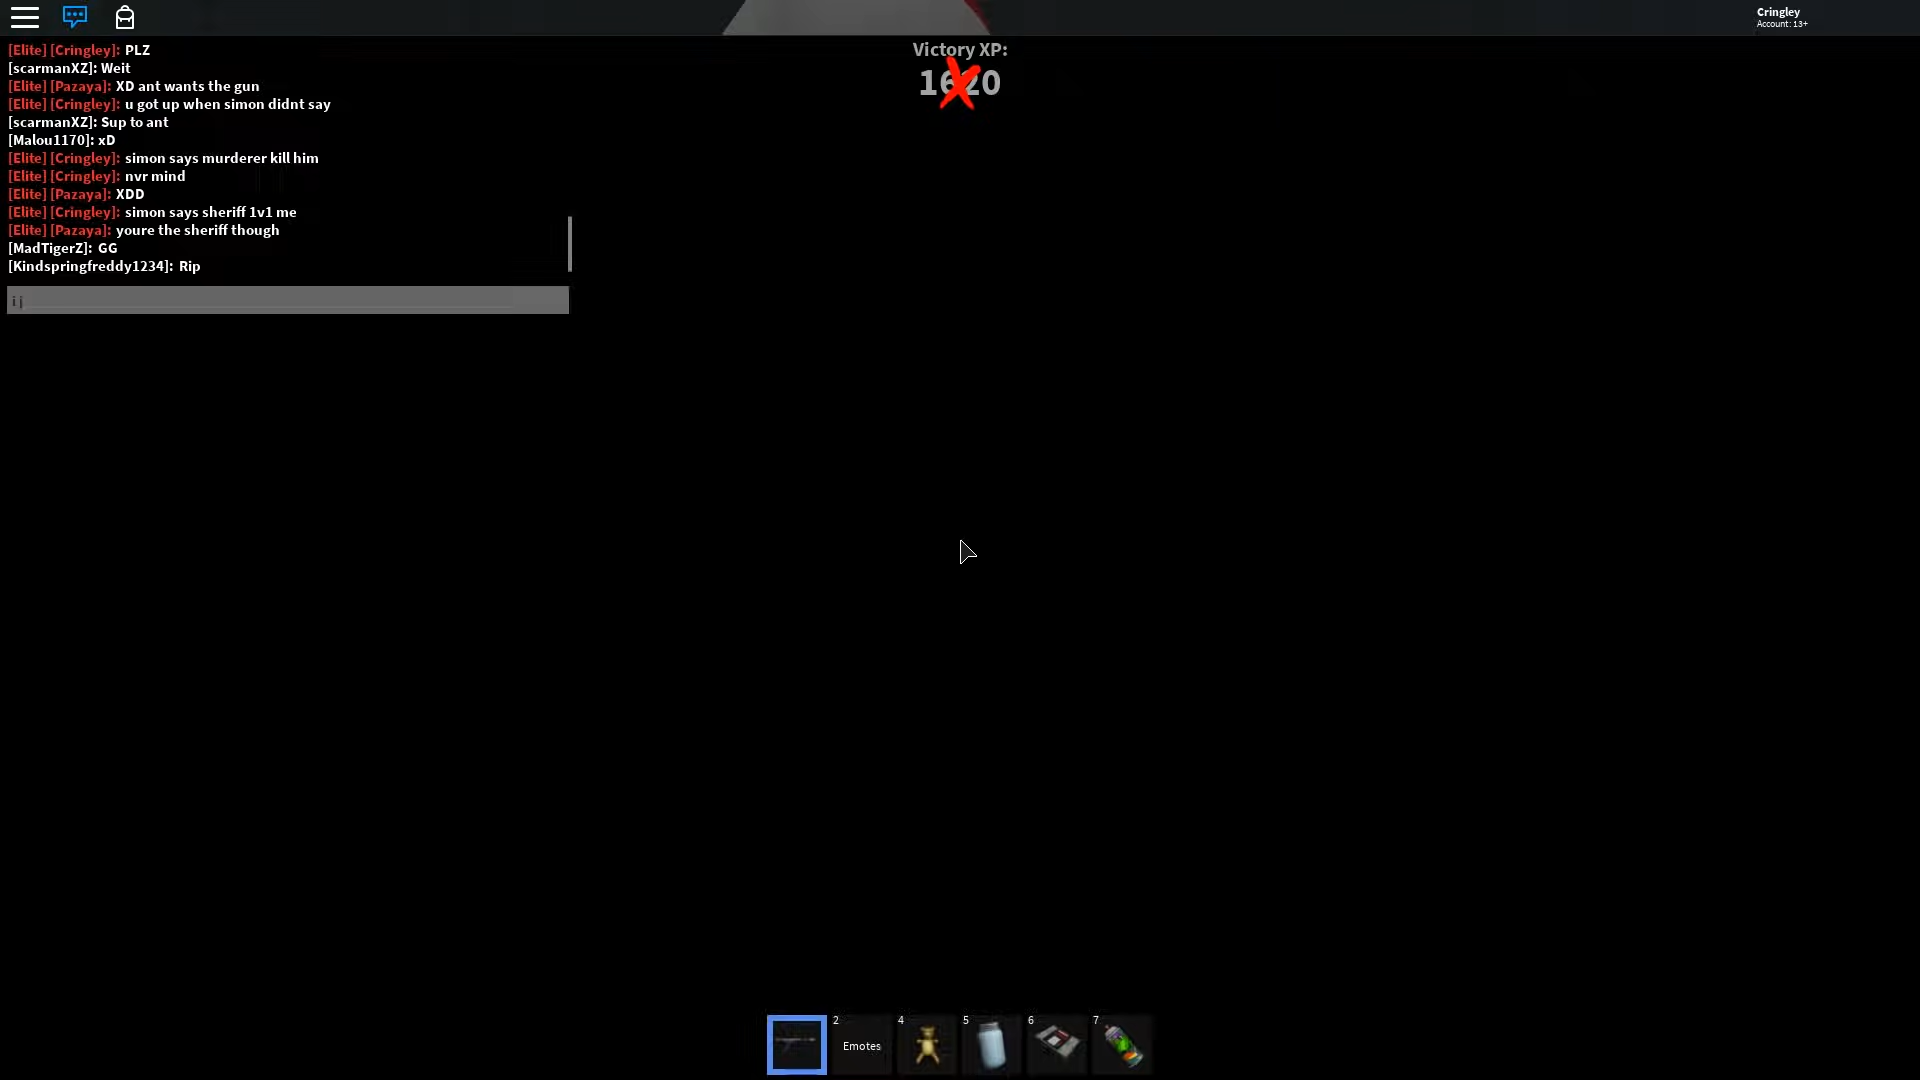 Cringley
Account: 13+
[Elite] [Cringley]: PLZ
[scarmanXZ]: Weit
[Elite] [Pazaya]: XD ant wants the gun
[Elite] [Cringley]: u got up when simon didnt say
[scarmanXZ]: Sup to ant
[Malou1170]: xD
[Elite] [Cringley]: simon says murderer kill him
[Elite] [Cringley]: nvr mind
[Elite] [Pazaya]: XDD
[Elite] [Cringley]: simon says sheriff 1v1 me
[Elite] [Pazaya]: youre the sheriff though
[MadTigerZ]: GG
[Kindspringfreddy1234]: Rip
i j
Victory XP:
1620
2
Emotes
4
5
6
7